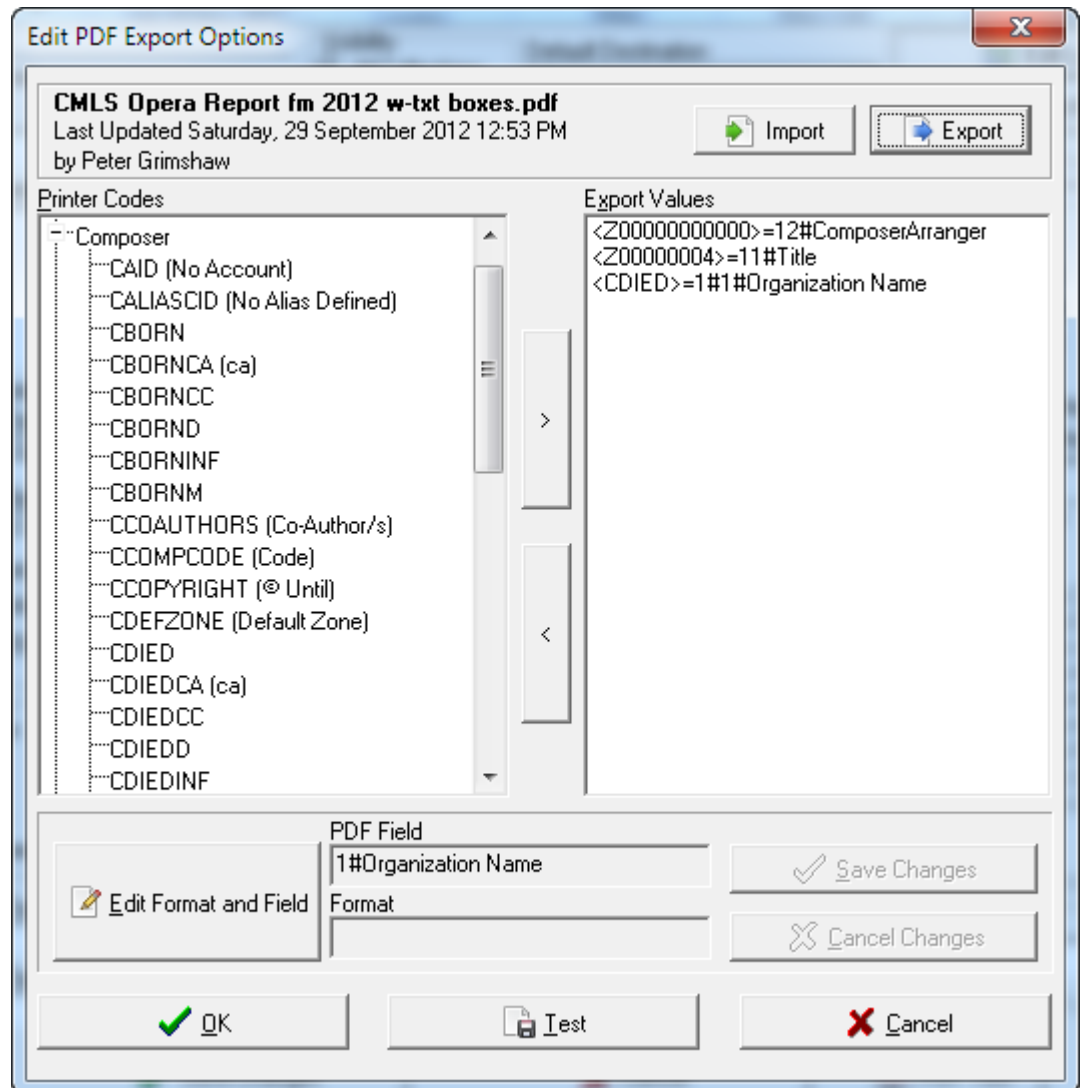 Edit PDF Export Options
CMLS Opera Report fm 2012 w-txt boxes.pdf
Last Updated Saturday, 29 September 2012 12:53 PM
by Peter Grimshaw
Import
Export
Printer Codes
Composer
CAID (No Account)
CALIASCID (No Alias Defined)
CBORN
CBORNCA (ca)
CBORNCC
CBORND
CBORNINF
CBORNM
CCOAUTHORS (Co-Author/s)
CCOMPCODE (Code)
CCOPYRIGHT (© Until)
CDEFZONE (Default Zone)
CDIED
CDIEDCA (ca)
CDIEDCC
CDIEDD
CDIEDINF
>
<
Export Values
<Z00000000000>=12#ComposerArranger
<Z00000004>=11#Title
<CDIED>=1#1#Organization Name
Edit Format and Field
PDF Field
1#Organization Name
Format
Save Changes
Cancel Changes
OK
Test
Cancel